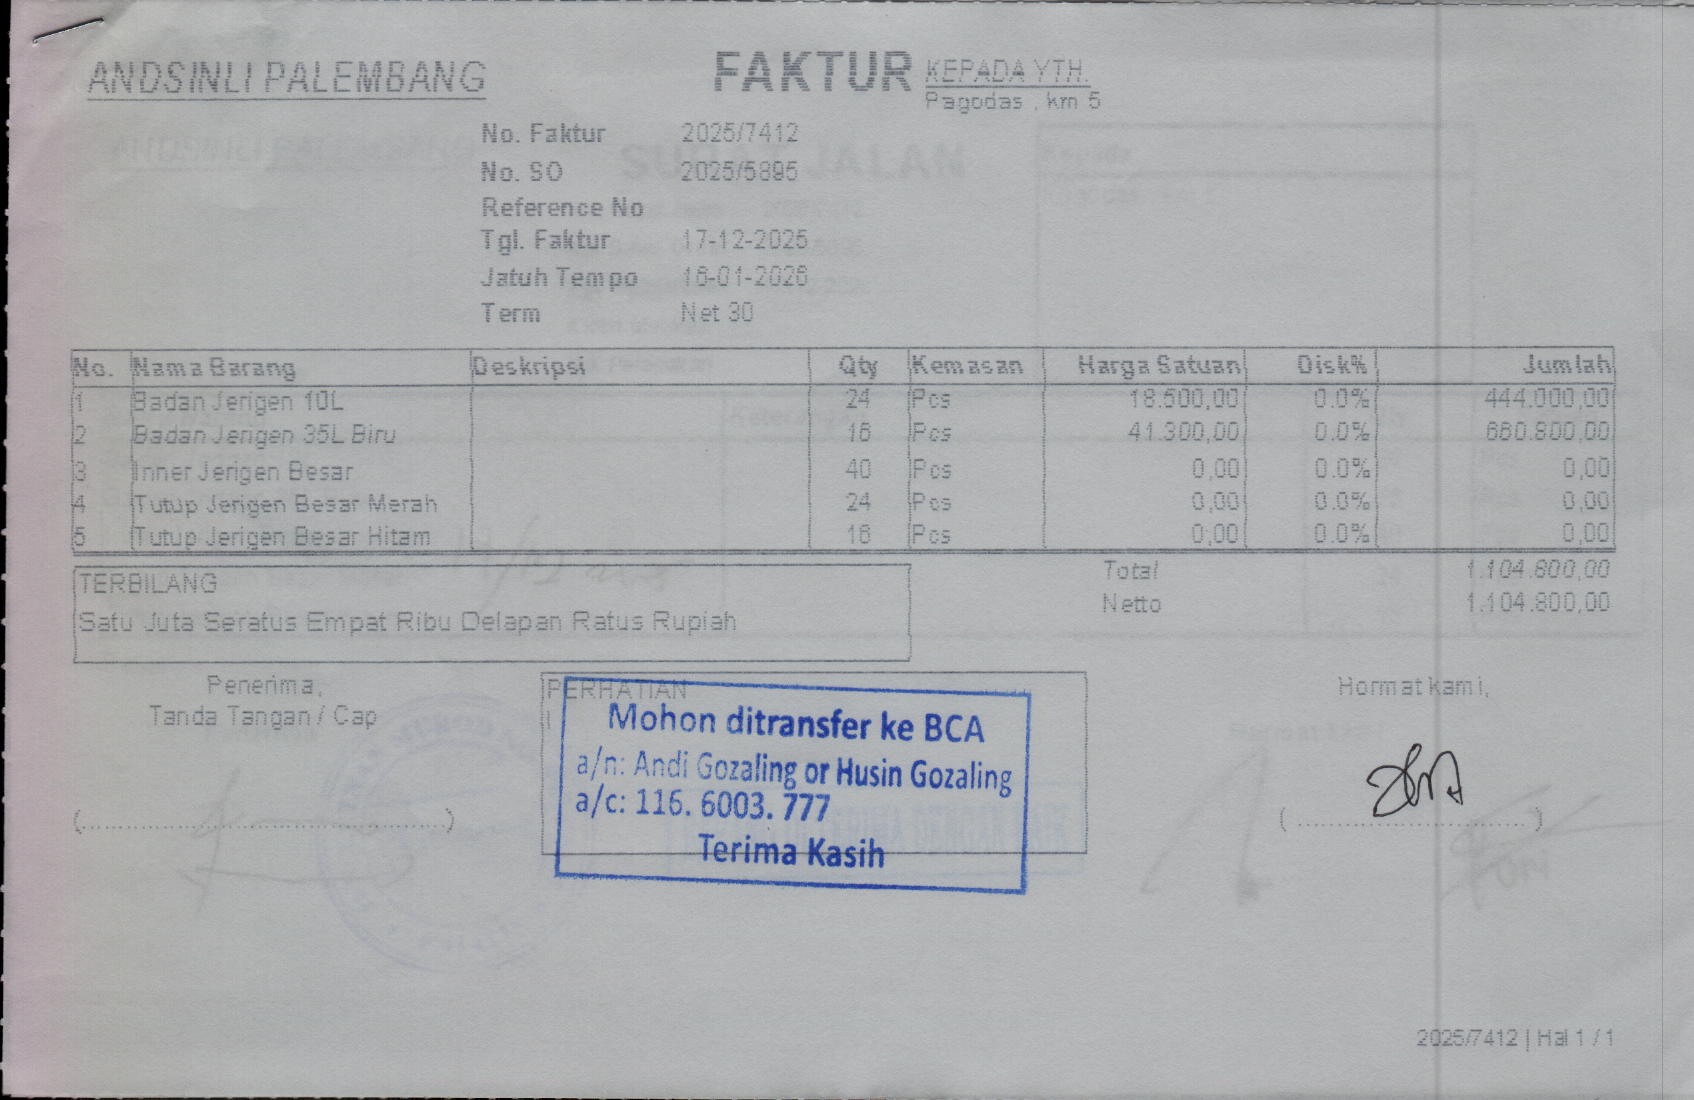 ANDSINLI PALEMBANG
FAKTUR
KEPADA YTH.
Pagodas , km 5
No. Faktur 2025/7412
No. SO 2025/5895
Reference No
Tgl. Faktur 17-12-2025
Jatuh Tempo 16-01-2026
Term Net 30
No. Nama Barang Deskripsi Qty Kemasan Harga Satuan Disk% Jumlah
1 Badan Jerigen 10L 24 Pcs 18.500,00 0.0% 444.000,00
2 Badan Jerigen 35L Biru 16 Pcs 41.300,00 0.0% 660.800,00
3 Inner Jerigen Besar 40 Pcs 0,00 0.0% 0,00
4 Tutup Jerigen Besar Merah 24 Pcs 0,00 0.0% 0,00
5 Tutup Jerigen Besar Hitam 16 Pcs 0,00 0.0% 0,00
Total 1.104.800,00
Netto 1.104.800,00
TERBILANG
Satu Juta Seratus Empat Ribu Delapan Ratus Rupiah
Penerima,
Tanda Tangan / Cap
(........................................................)
PERHATIAN
Mohon ditransfer ke BCA
a/n: Andi Gozaling or Husin Gozaling
a/c: 116. 6003. 777
Terima Kasih
Hormat kami,
( ................................... )
SURAT JALAN
Kepada
2025/7412 | Hal 1 / 1